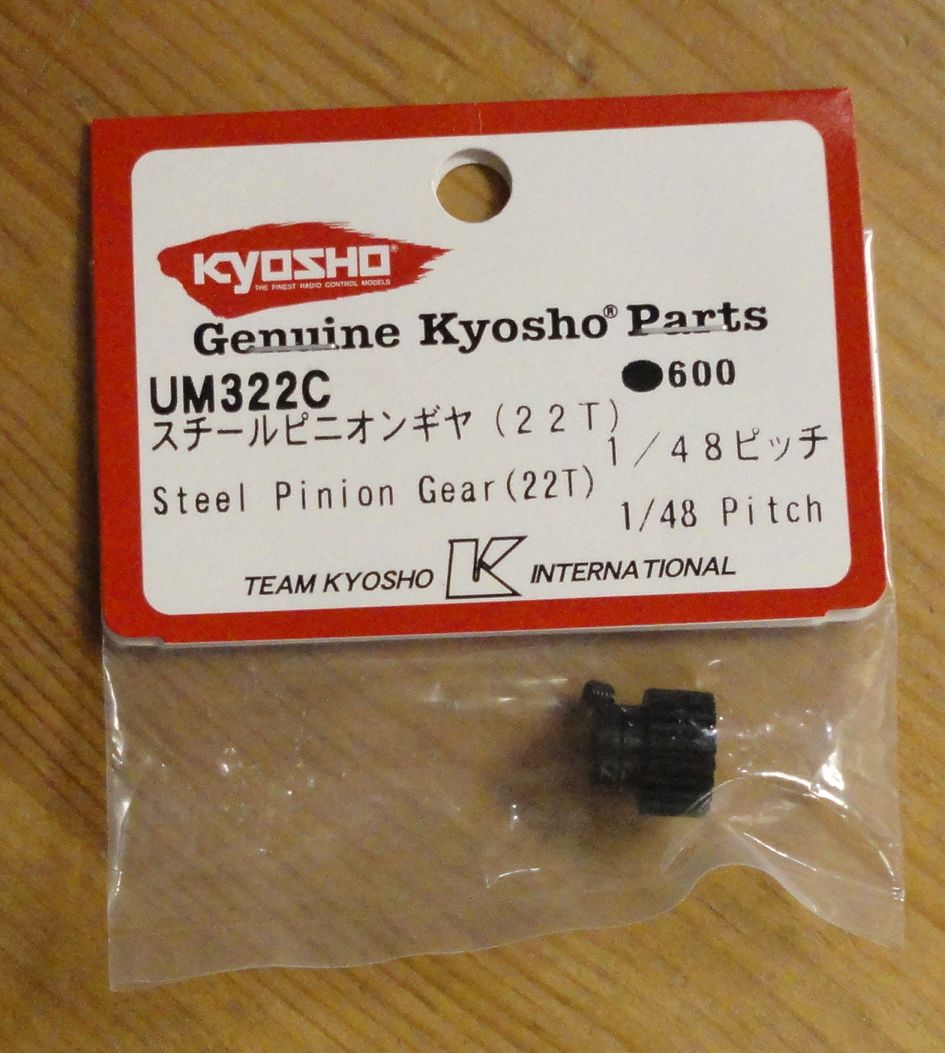 KYOSHO®
THE FINEST RADIO CONTROL MODELS
Genuine Kyosho® Parts
UM322C
●600
スチールピニオンギヤ(22T)
1/48ピッチ
Steel Pinion Gear(22T)
1/48 Pitch
TEAM KYOSHO K INTERNATIONAL